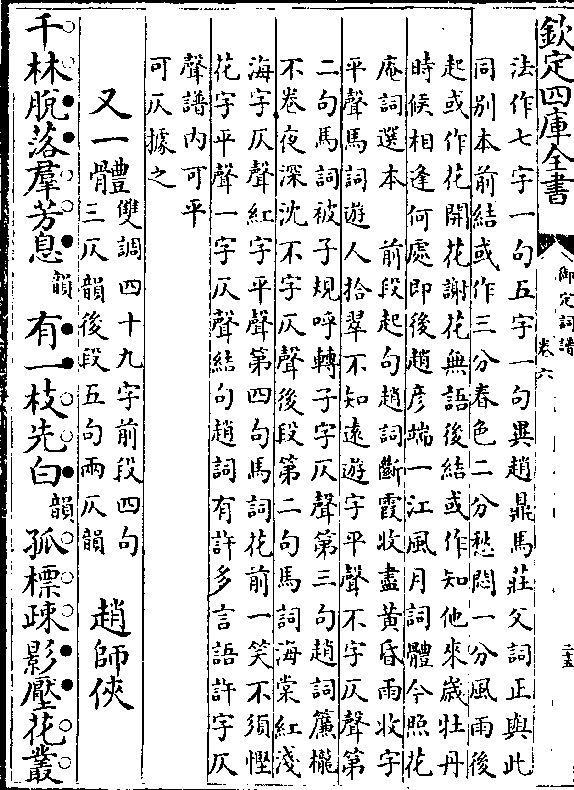 欽定四庫全書
御定詞譜
卷六
法作七字一句五字一句異趙鼎馬莊父詞正與此
同别本前結或作三分春色二分愁悶一分風雨後
起或作花開花謝花無語後結或作知他來歲牡丹
時候相逢何處即後趙彦端一江風月詞體今照花
庵詞選本　前段起句趙詞斷霞收盡黄昏雨收字
平聲馬詞遊人拾翠不知遠遊字平聲不字仄聲第
二句馬詞被子規呼轉子字仄聲第三句趙詞簾櫳
不卷夜深沈不字仄聲後段第二句馬詞海棠紅淺
海字仄聲紅字平聲第四句馬詞花前一笑不須慳
花字平聲一字仄聲結句趙詞有許多言語許字仄
聲譜内可平
可仄據之
又一體　雙調四十九字前段四句
三仄韻後段五句兩仄韻　趙師俠
千林脱落羣芳息韻　有一枝先白韻　孤標疎影壓花叢